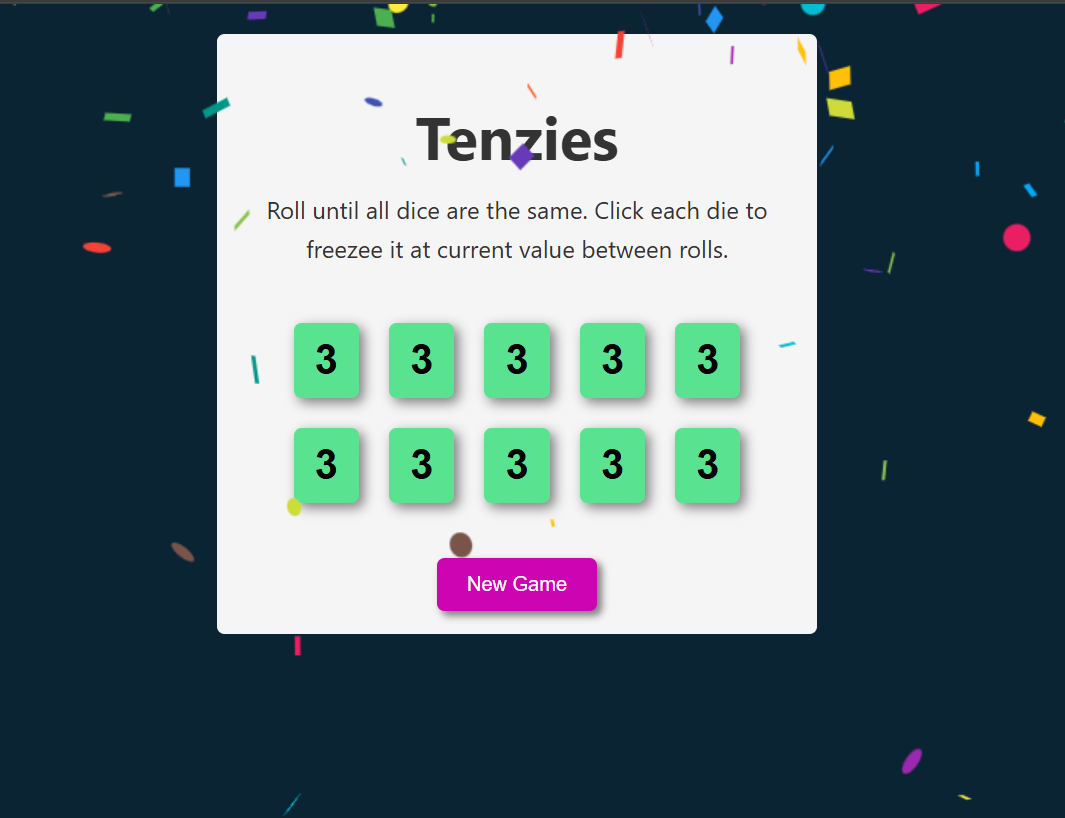 Tenzies
Roll until all dice are the same. Click each die to
freezee it at current value between rolls.
3 3 3 3 3
3 3 3 3 3
New Game